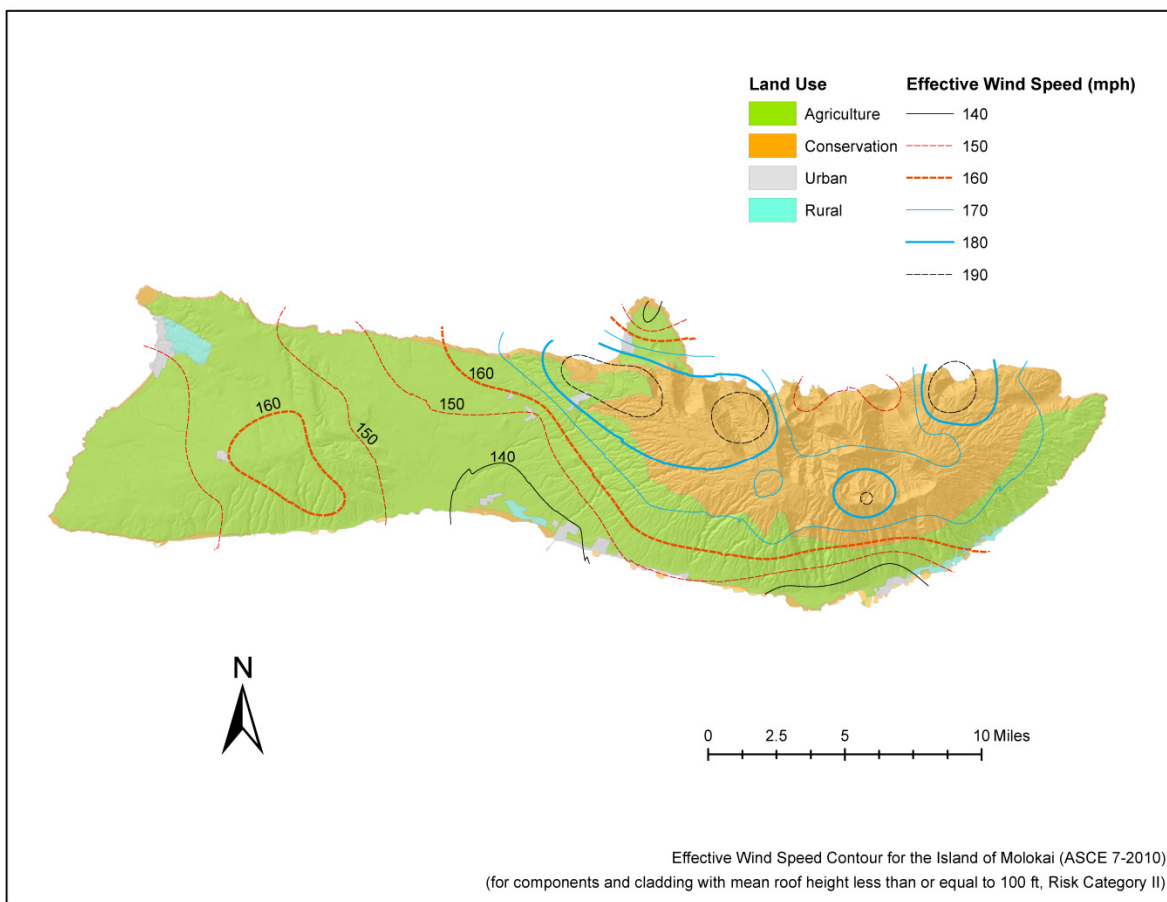 Land Use
Agriculture
Conservation
Urban
Rural
Effective Wind Speed (mph)
140
150
160
170
180
190
160
160
150
150
140
N
0 2.5 5 10 Miles
Effective Wind Speed Contour for the Island of Molokai (ASCE 7-2010)
(for components and cladding with mean roof height less than or equal to 100 ft, Risk Category II)